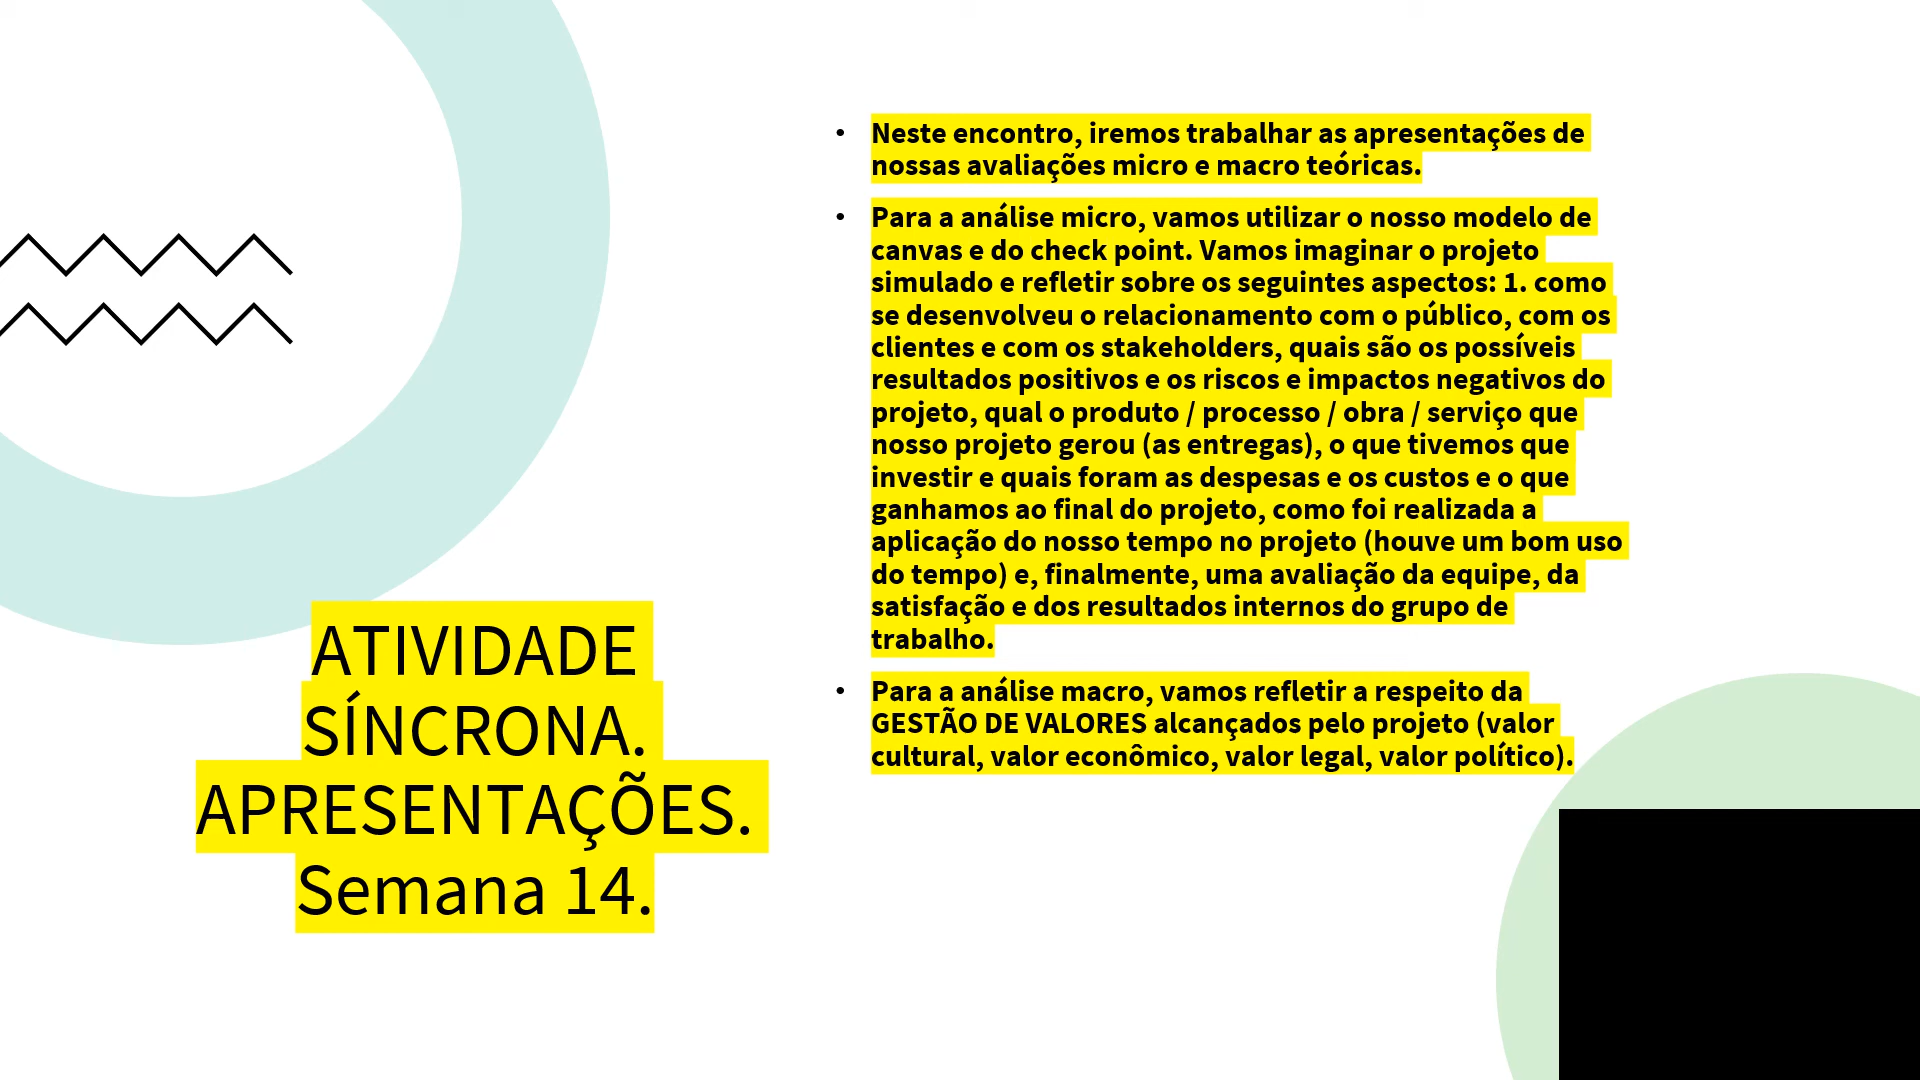 ATIVIDADE
SÍNCRONA.
APRESENTAÇÕES.
Semana 14.
• Neste encontro, iremos trabalhar as apresentações de
nossas avaliações micro e macro teóricas.
• Para a análise micro, vamos utilizar o nosso modelo de
canvas e do check point. Vamos imaginar o projeto
simulado e refletir sobre os seguintes aspectos: 1. como
se desenvolveu o relacionamento com o público, com os
clientes e com os stakeholders, quais são os possíveis
resultados positivos e os riscos e impactos negativos do
projeto, qual o produto / processo / obra / serviço que
nosso projeto gerou (as entregas), o que tivemos que
investir e quais foram as despesas e os custos e o que
ganhamos ao final do projeto, como foi realizada a
aplicação do nosso tempo no projeto (houve um bom uso
do tempo) e, finalmente, uma avaliação da equipe, da
satisfação e dos resultados internos do grupo de
trabalho.
• Para a análise macro, vamos refletir a respeito da
GESTÃO DE VALORES alcançados pelo projeto (valor
cultural, valor econômico, valor legal, valor político).